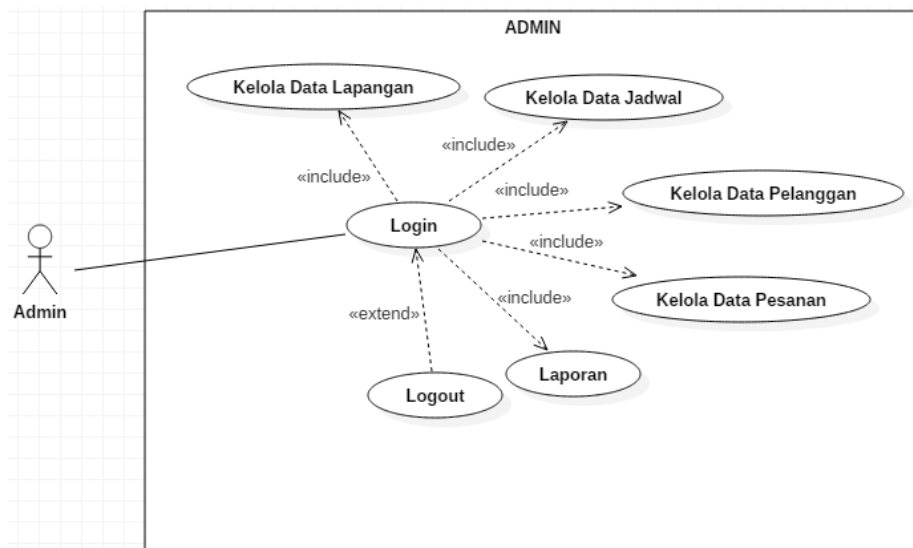 ADMIN
Kelola Data Lapangan
Kelola Data Jadwal
«include»
«include»
«include»
Kelola Data Pelanggan
Login
«include»
Admin
«extend»
«include»
Kelola Data Pesanan
Laporan
Logout